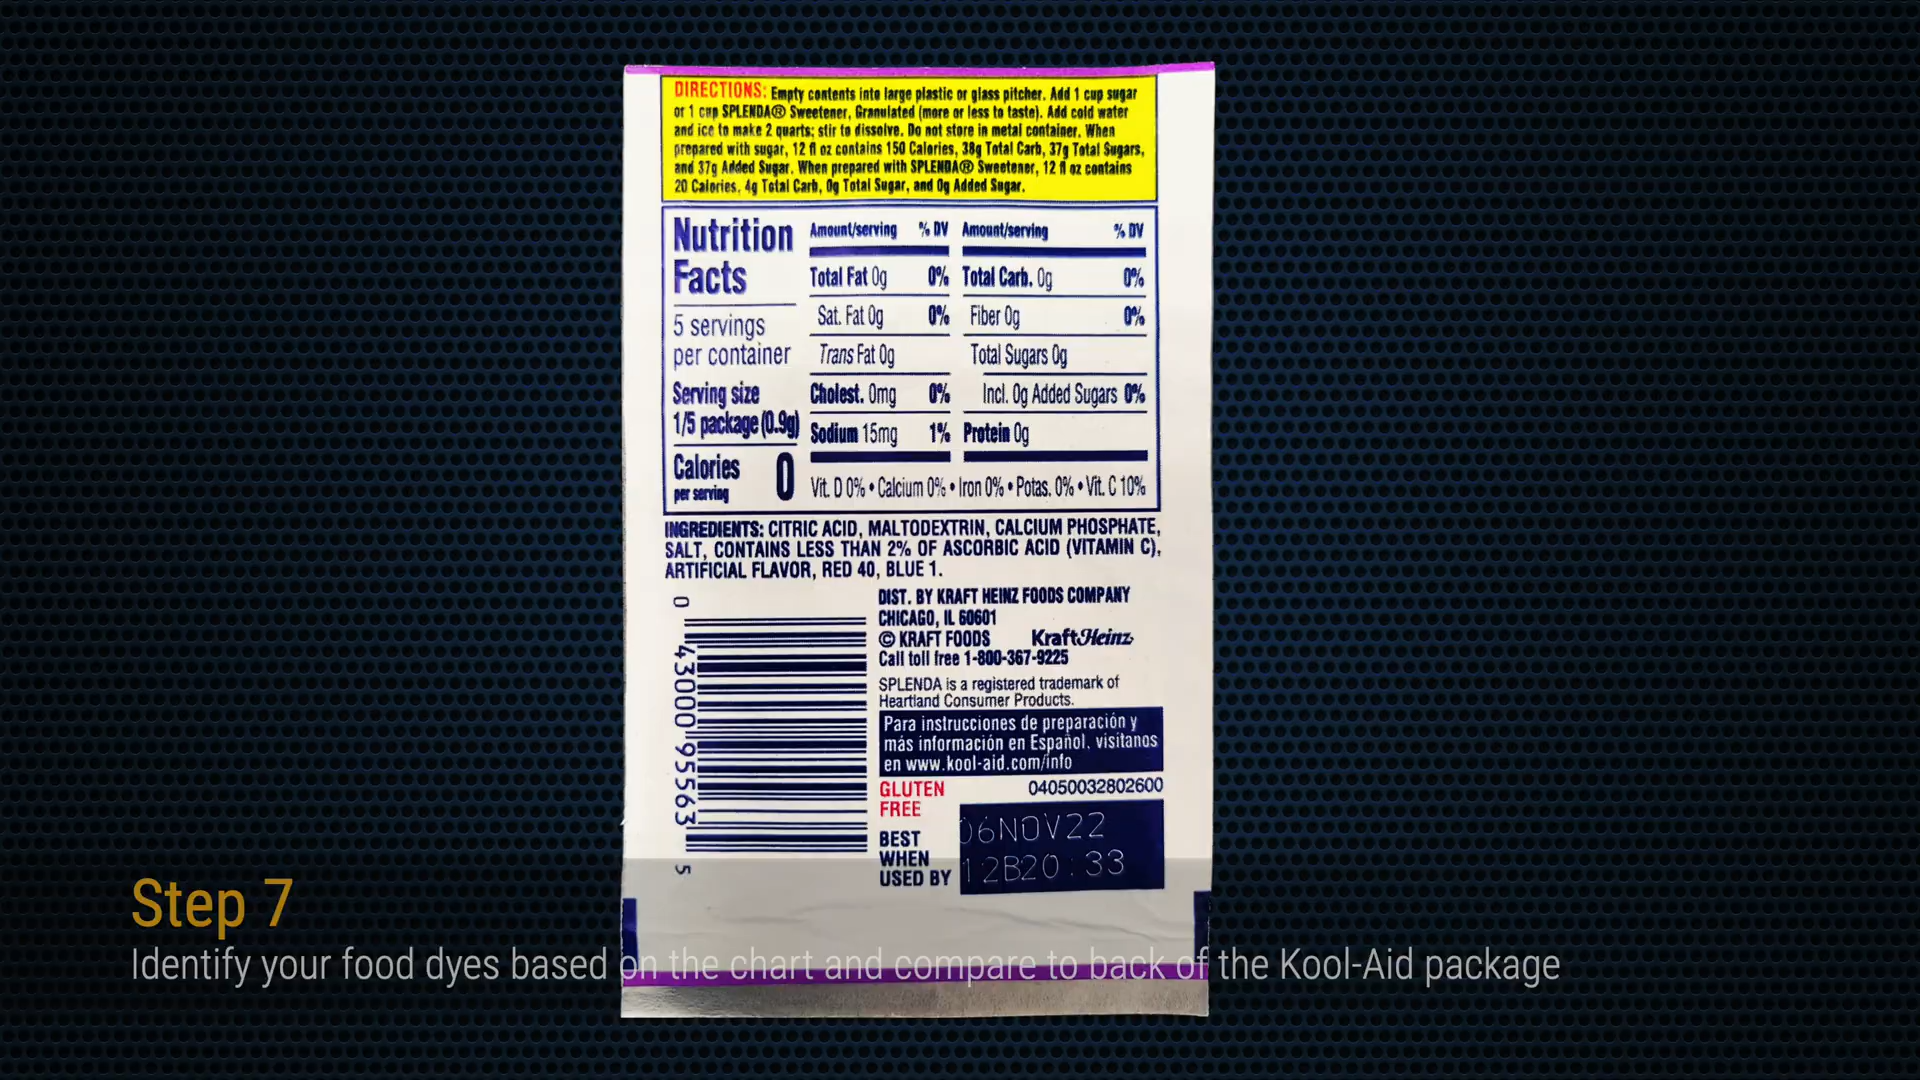 DIRECTIONS: Empty contents into large plastic or glass pitcher. Add 1 cup sugar
or 1 cup SPLENDA® Sweetener, Granulated (more or less to taste). Add cold water
and ice to make 2 quarts; stir to dissolve. Do not store in metal container. When
prepared with sugar, 12 fl oz contains 150 Calories, 38g Total Carb, 37g Total Sugars,
and 37g Added Sugar. When prepared with SPLENDA® Sweetener, 12 fl oz contains
20 Calories, 4g Total Carb, 0g Total Sugar, and 0g Added Sugar.
Nutrition
Facts
5 servings
per container
Serving size
1/5 package (0.9g)
Calories 0
per serving
Amount/serving % DV
Total Fat 0g 0%
Sat. Fat 0g 0%
Trans Fat 0g
Cholest. 0mg 0%
Sodium 15mg 1%
Amount/serving % DV
Total Carb. 0g 0%
Fiber 0g 0%
Total Sugars 0g
Incl. 0g Added Sugars 0%
Protein 0g
Vit. D 0% • Calcium 0% • Iron 0% • Potas. 0% • Vit. C 10%
INGREDIENTS: CITRIC ACID, MALTODEXTRIN, CALCIUM PHOSPHATE,
SALT, CONTAINS LESS THAN 2% OF ASCORBIC ACID (VITAMIN C),
ARTIFICIAL FLAVOR, RED 40, BLUE 1.
0 43000 95563 5
DIST. BY KRAFT HEINZ FOODS COMPANY
CHICAGO, IL 60601
© KRAFT FOODS KraftHeinz
Call toll free 1-800-367-9225
SPLENDA is a registered trademark of
Heartland Consumer Products.
Para instrucciones de preparación y
más información en Español, visítanos
en www.kool-aid.com/info
GLUTEN
FREE
04050032802600
BEST
WHEN
USED BY
06NOV22
12B20:33
Step 7
Identify your food dyes based on the chart and compare to back of the Kool-Aid package